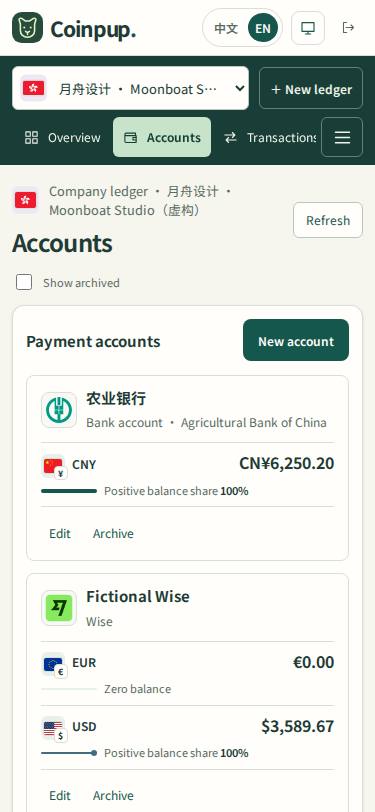 Coinpup.
中文 EN
月舟设计 · Moonboat S···
+ New ledger
Overview Accounts Transactions
Company ledger · 月舟设计 ·
Moonboat Studio（虚构）
Refresh
Accounts
Show archived
Payment accounts
New account
农业银行
Bank account · Agricultural Bank of China
¥ CNY CN¥6,250.20
Positive balance share 100%
Edit Archive
Fictional Wise
Wise
€ EUR €0.00
Zero balance
$ USD $3,589.67
Positive balance share 100%
Edit Archive